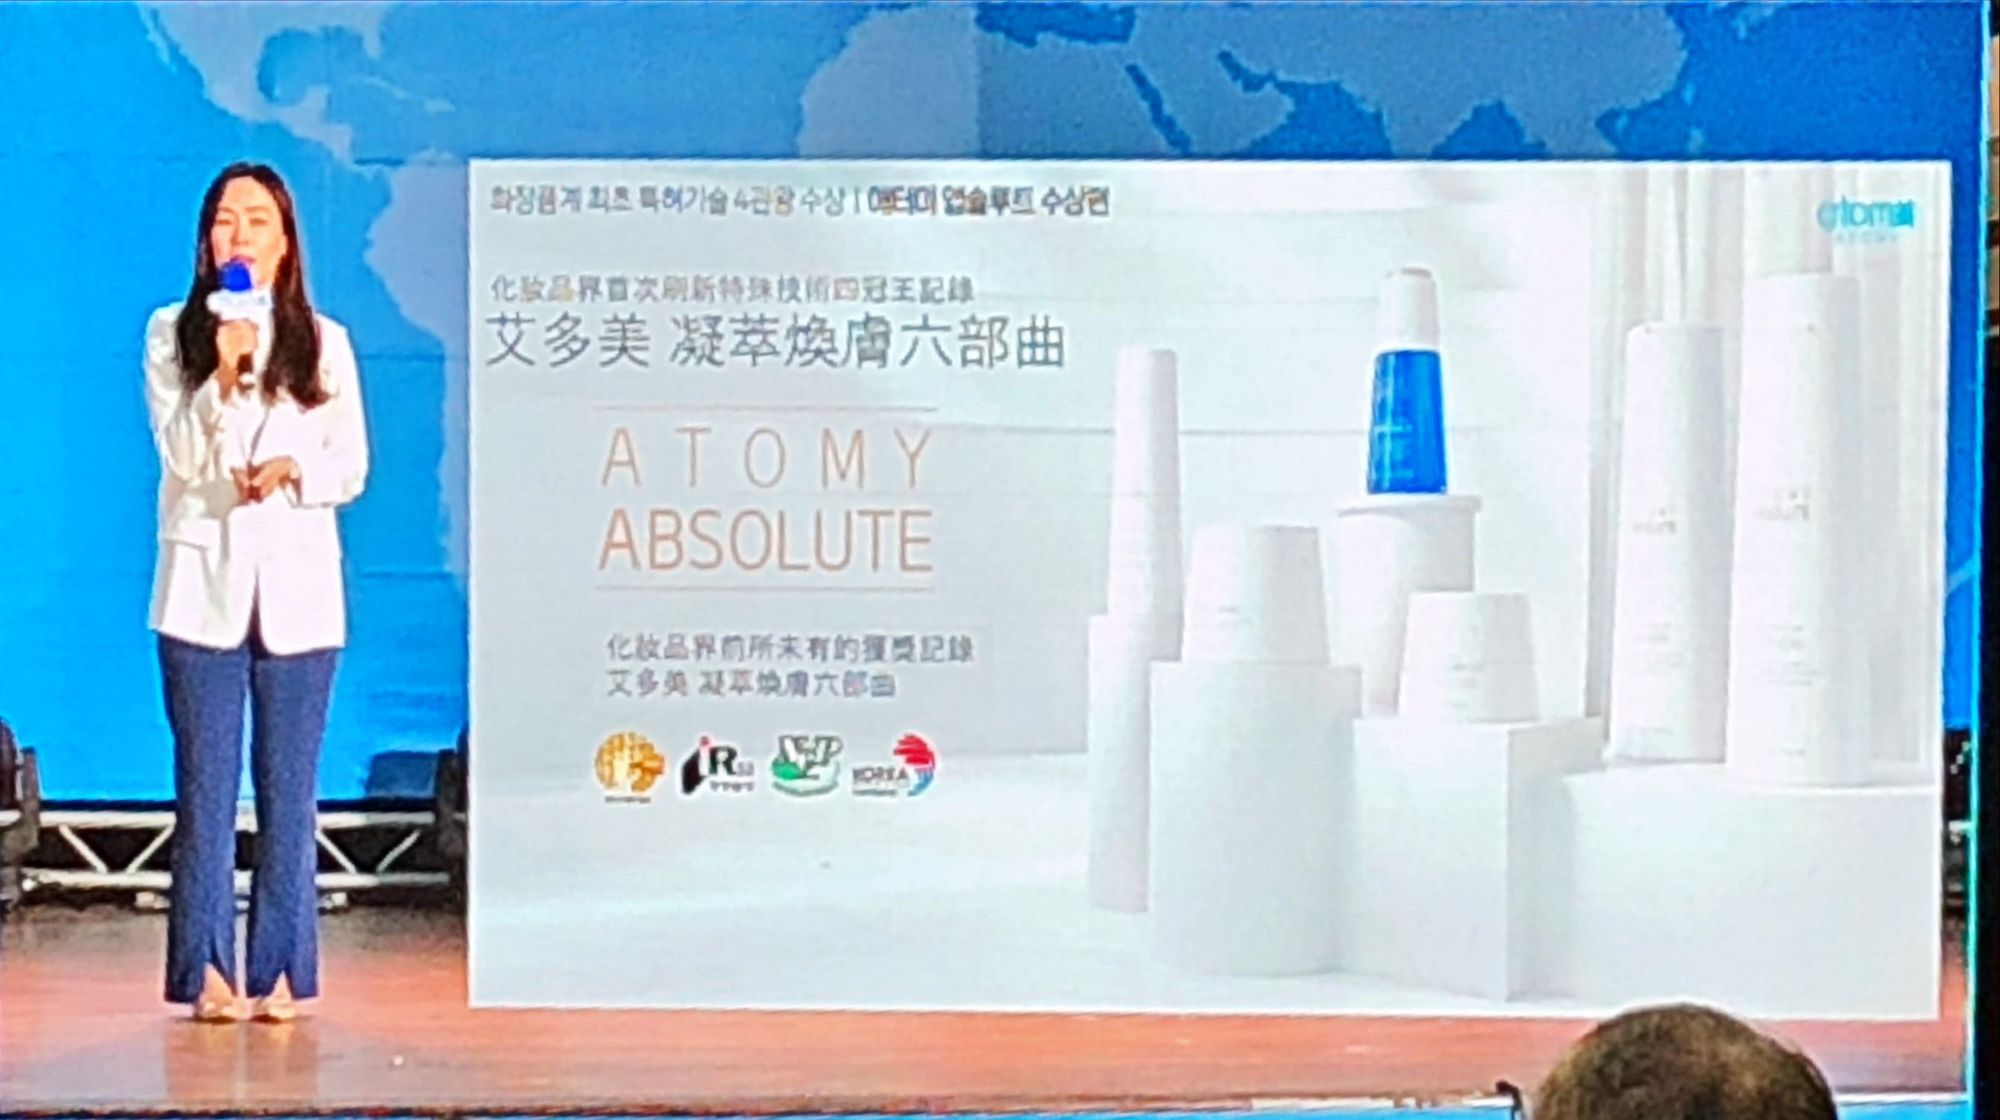 화장품계 최초 특허기술 4관왕 수상 | 애터미 앱솔루트 수상편
化妝品界首次刷新特殊技術四冠王記錄
艾多美 凝萃煥膚六部曲
ATOMY
ABSOLUTE
化妝品界前所未有的獲獎記錄
艾多美 凝萃煥膚六部曲
iR52
NEP
KOREA